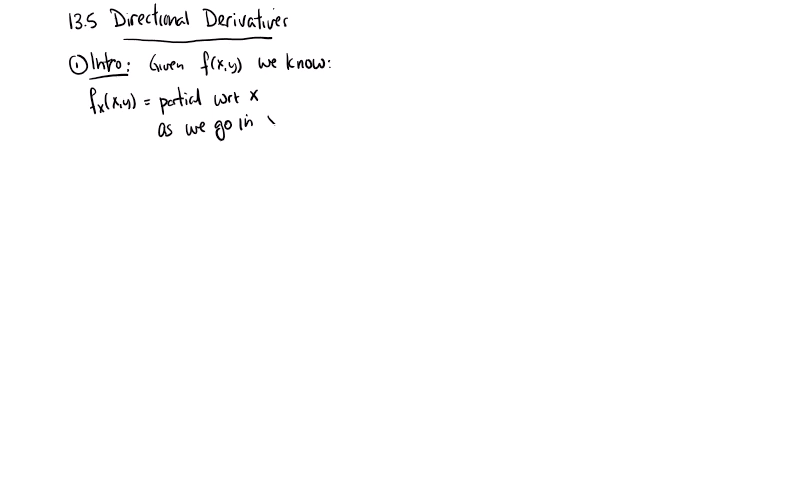 13.5 Directional Derivatives
① Intro: Given f(x,y) we know:
fₓ(x,y) = partial wrt x
as we go in